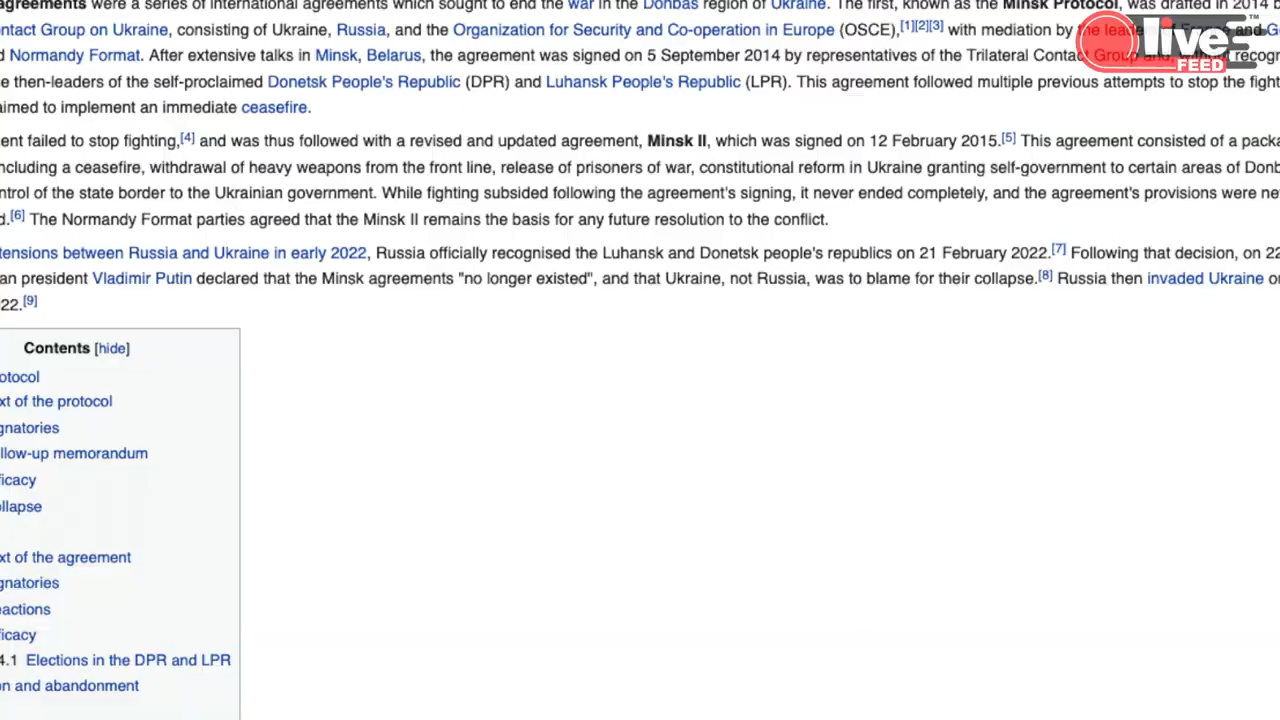 agreements were a series of international agreements which sought to end the war in the Donbas region of Ukraine. The first, known as the Minsk Protocol, was drafted in 2014 b
ontact Group on Ukraine, consisting of Ukraine, Russia, and the Organization for Security and Co-operation in Europe (OSCE),[1][2][3] with mediation by the leade of France and G
d Normandy Format. After extensive talks in Minsk, Belarus, the agreement was signed on 5 September 2014 by representatives of the Trilateral Contact Group and, without recogn
e then-leaders of the self-proclaimed Donetsk People's Republic (DPR) and Luhansk People's Republic (LPR). This agreement followed multiple previous attempts to stop the fight
aimed to implement an immediate ceasefire.
ent failed to stop fighting,[4] and was thus followed with a revised and updated agreement, Minsk II, which was signed on 12 February 2015.[5] This agreement consisted of a packa
ncluding a ceasefire, withdrawal of heavy weapons from the front line, release of prisoners of war, constitutional reform in Ukraine granting self-government to certain areas of Donb
ntrol of the state border to the Ukrainian government. While fighting subsided following the agreement's signing, it never ended completely, and the agreement's provisions were nev
d.[6] The Normandy Format parties agreed that the Minsk II remains the basis for any future resolution to the conflict.
tensions between Russia and Ukraine in early 2022, Russia officially recognised the Luhansk and Donetsk people's republics on 21 February 2022.[7] Following that decision, on 22
an president Vladimir Putin declared that the Minsk agreements "no longer existed", and that Ukraine, not Russia, was to blame for their collapse.[8] Russia then invaded Ukraine on
22.[9]
Contents [hide]
otocol
xt of the protocol
gnatories
llow-up memorandum
ficacy
ollapse
xt of the agreement
gnatories
eactions
ficacy
4.1 Elections in the DPR and LPR
on and abandonment
live™
FEED